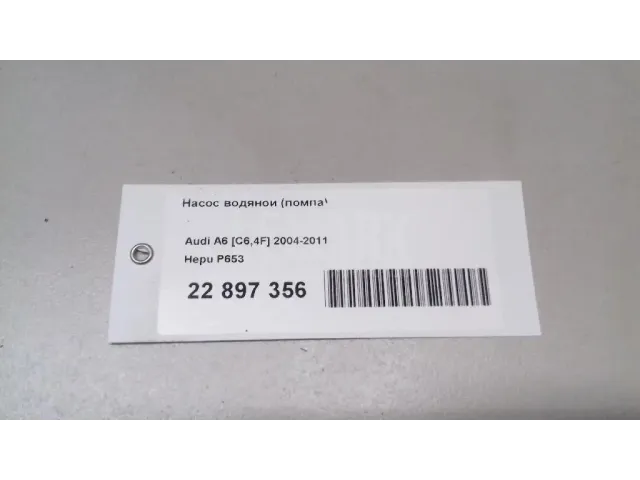 Насос водяной (помпа)
Audi A6 [C6,4F] 2004-2011
Hepu P653
22 897 356